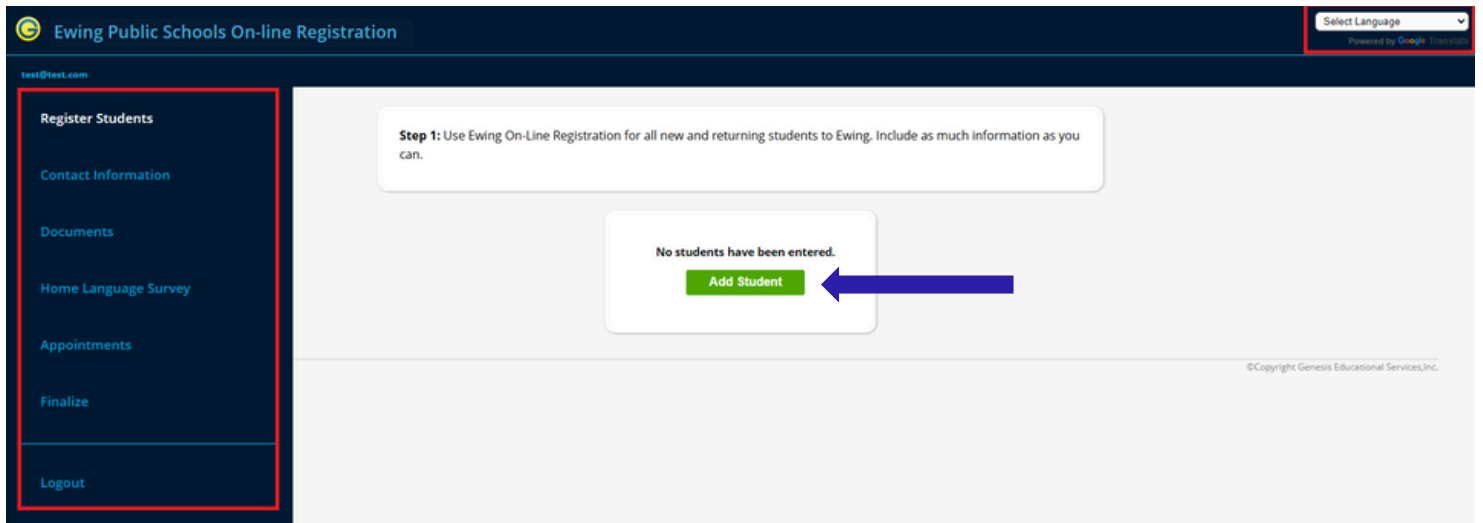 Ewing Public Schools On-line Registration
Select Language
Powered by Google Translate
test@test.com
Register Students
Contact Information
Documents
Home Language Survey
Appointments
Finalize
Logout
Step 1: Use Ewing On-Line Registration for all new and returning students to Ewing. Include as much information as you
can.
No students have been entered.
Add Student
©Copyright Genesis Educational Services,Inc.